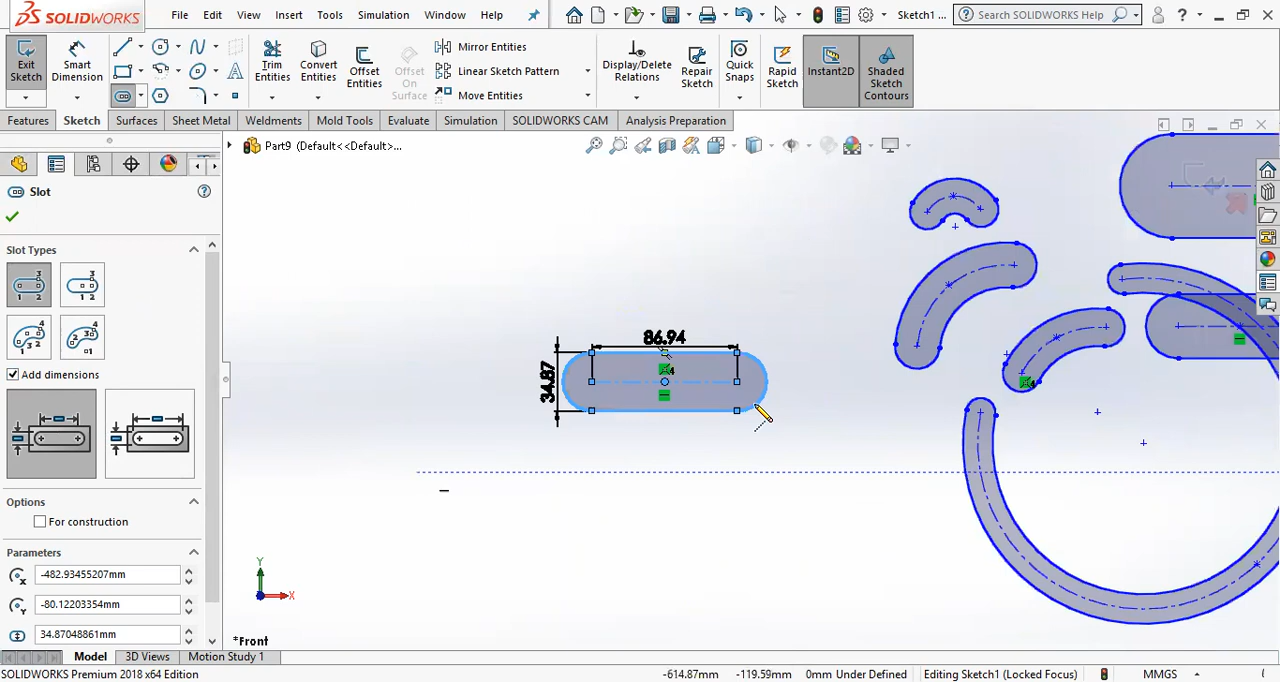 SOLIDWORKS File Edit View Insert Tools Simulation Window Help Sketch1 ... Search SOLIDWORKS Help ?
Exit Sketch
Smart Dimension
Trim Entities
Convert Entities
Offset Entities
Offset On Surface
Mirror Entities
Linear Sketch Pattern
Move Entities
Display/Delete Relations
Repair Sketch
Quick Snaps
Rapid Sketch
Instant2D
Shaded Sketch Contours
Features Sketch Surfaces Sheet Metal Weldments Mold Tools Evaluate Simulation SOLIDWORKS CAM Analysis Preparation
Part9 (Default<<Default>...
Slot
Slot Types
Add dimensions
Options
For construction
Parameters
-482.93455207mm
-80.12203354mm
34.87048861mm
86.94
34.87
Y
X
*Front
Model 3D Views Motion Study 1
SOLIDWORKS Premium 2018 x64 Edition -614.87mm -119.59mm 0mm Under Defined Editing Sketch1 (Locked Focus) MMGS